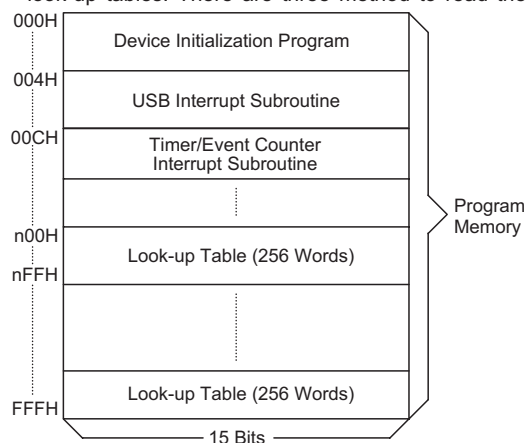 look-up tables. There are three method to read the
000H
Device Initialization Program
004H
USB Interrupt Subroutine
00CH
Timer/Event Counter
Interrupt Subroutine
n00H
Look-up Table (256 Words)
nFFH
Program
Memory
Look-up Table (256 Words)
FFFH
15 Bits